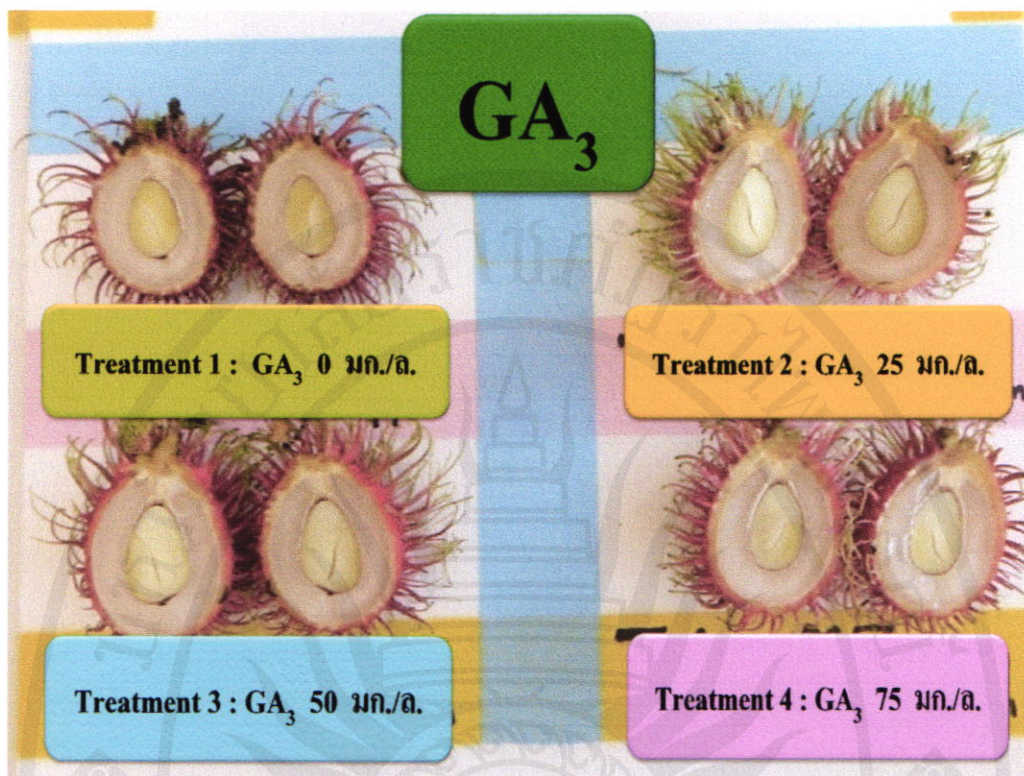 GA₃
Treatment 1 : GA₃ 0 มก./ล.
Treatment 2 : GA₃ 25 มก./ล.
Treatment 3 : GA₃ 50 มก./ล.
Treatment 4 : GA₃ 75 มก./ล.